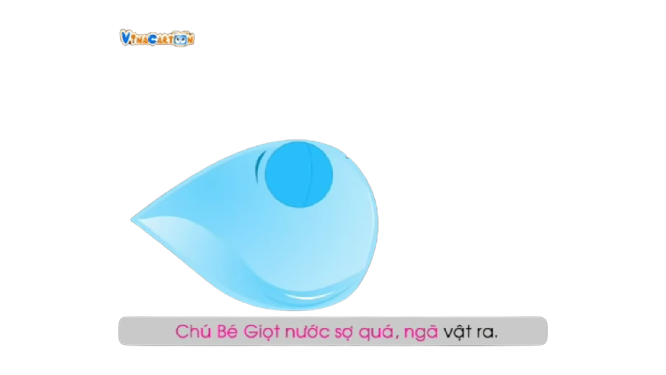 VINACARTOON
Chú Bé Giọt nước sợ quá, ngã vật ra.